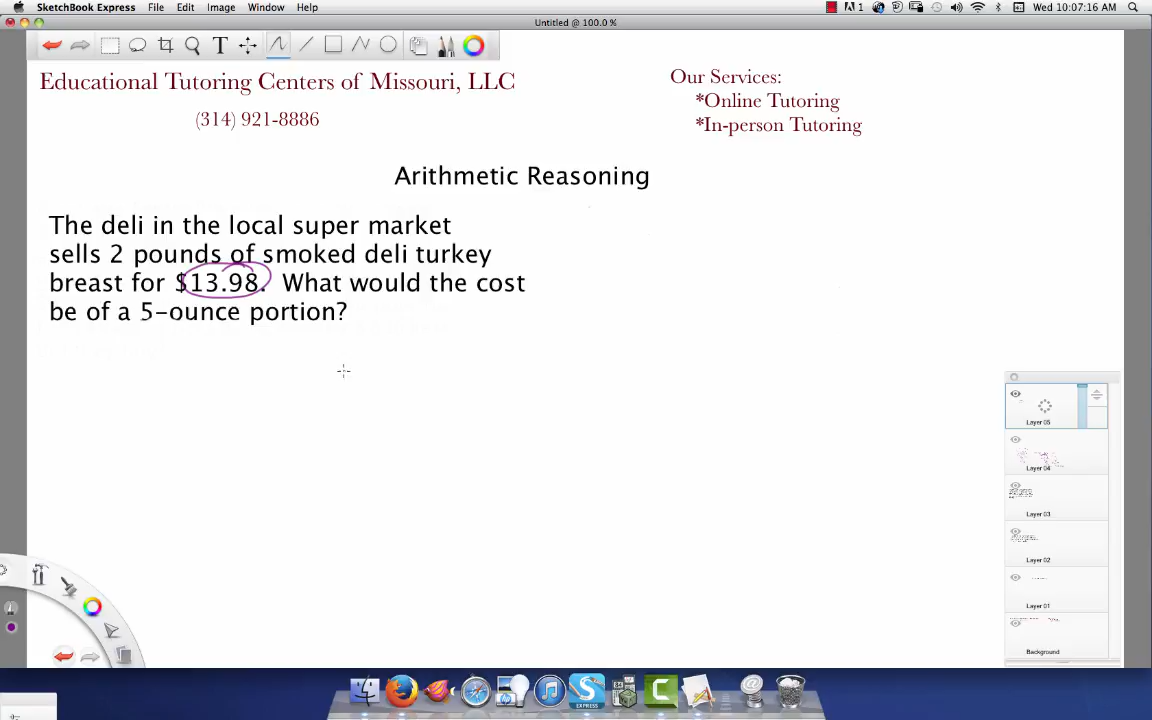 SketchBook Express File Edit Image Window Help 1 Wed 10:07:16 AM
Untitled @ 100.0 %
T
Educational Tutoring Centers of Missouri, LLC
(314) 921-8886
Our Services:
*Online Tutoring
*In-person Tutoring
Arithmetic Reasoning
The deli in the local super market
sells 2 pounds of smoked deli turkey
breast for $13.98. What would the cost
be of a 5-ounce portion?
Layer 05
Layer 04
Layer 03
Layer 02
Layer 01
Background
S
EXPRESS
C